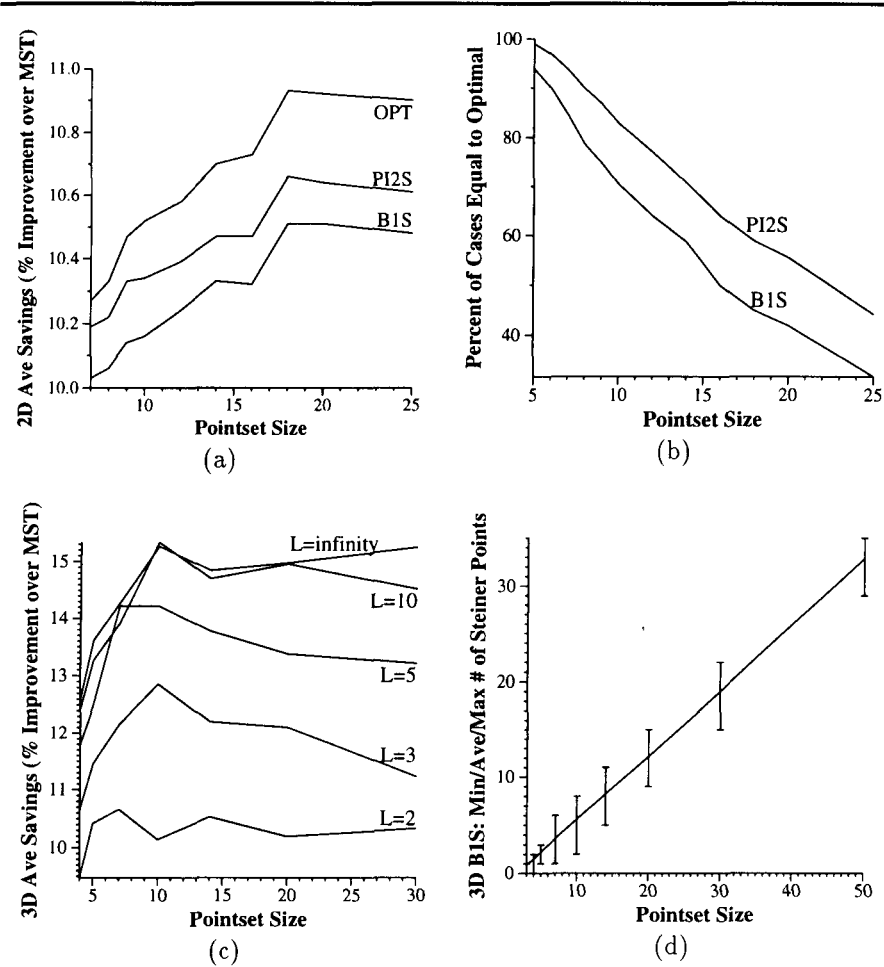 2D Ave Savings (% Improvement over MST)
11.0
10.8
10.6
10.4
10.2
10.0
10
15
20
25
OPT
PI2S
B1S
Pointset Size
(a)
Percent of Cases Equal to Optimal
100
80
60
40
5
10
15
20
25
PI2S
B1S
Pointset Size
(b)
3D Ave Savings (% Improvement over MST)
15
14
13
12
11
10
5
10
15
20
25
30
L=infinity
L=10
L=5
L=3
L=2
Pointset Size
(c)
3D B1S: Min/Ave/Max # of Steiner Points
30
20
10
0
10
20
30
40
50
Pointset Size
(d)